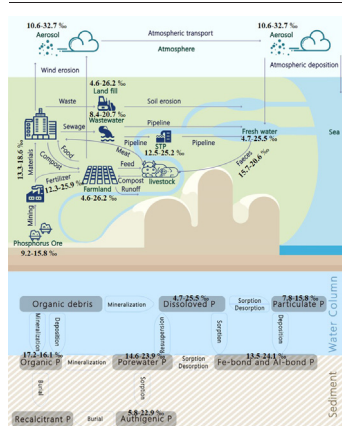 10.6-32.7 ‰
10.6-32.7 ‰
Aerosol
Atmospheric transport
Aerosol
Atmosphere
Wind erosion
Atmospheric deposition
4.6-26.2 ‰
Land fill
Waste
Soil erosion
8.4-20.7 ‰
Wastewater
Sewage
Pipeline
Fresh water
Sea
4.7-25.5 ‰
Pipeline
STP
Pipeline
12.5-25.2 ‰
13.3-18.6 ‰
Materials
Food
Compost
Meat
Feed
Faeces
15.7-20.6 ‰
Fertilizer
12.3-25.9 ‰
Compost
livestock
Farmland
Runoff
4.6-26.2 ‰
Mining
Phosphorus Ore
9.2-15.8 ‰
Water Column
4.7-25.5 ‰
7.8-15.8 ‰
Organic debris
Mineralization
Dissoloved P
Sorption
Desorption
Particulate P
Mineralization
Deposition
Resuspension
Sorption
Deposition
17.2-16.1 ‰
14.6-23.9 ‰
13.5-24.1 ‰
Organic P
Mineralization
Porewater P
Sorption
Desorption
Fe-bond and Al-bond P
Sediment
Burial
Sorption
5.8-22.9 ‰
Recalcitrant P
Burial
Authigenic P